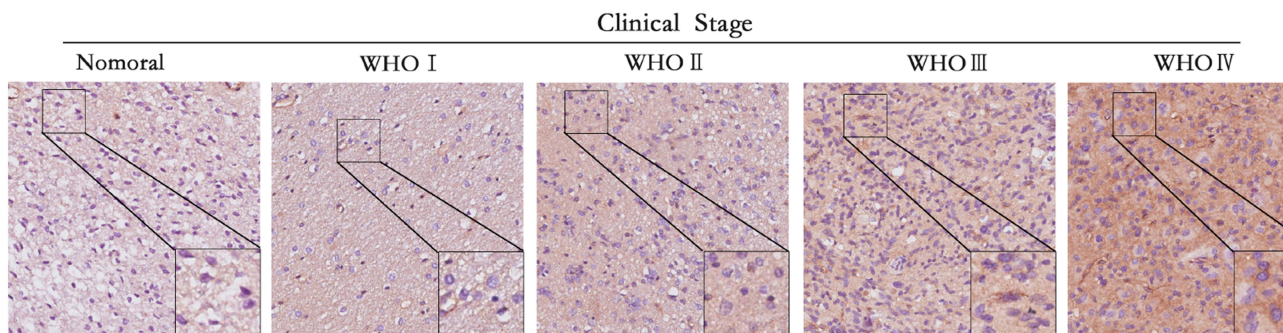 Clinical Stage
Nomoral WHO Ⅰ WHO Ⅱ WHO Ⅲ WHO Ⅳ